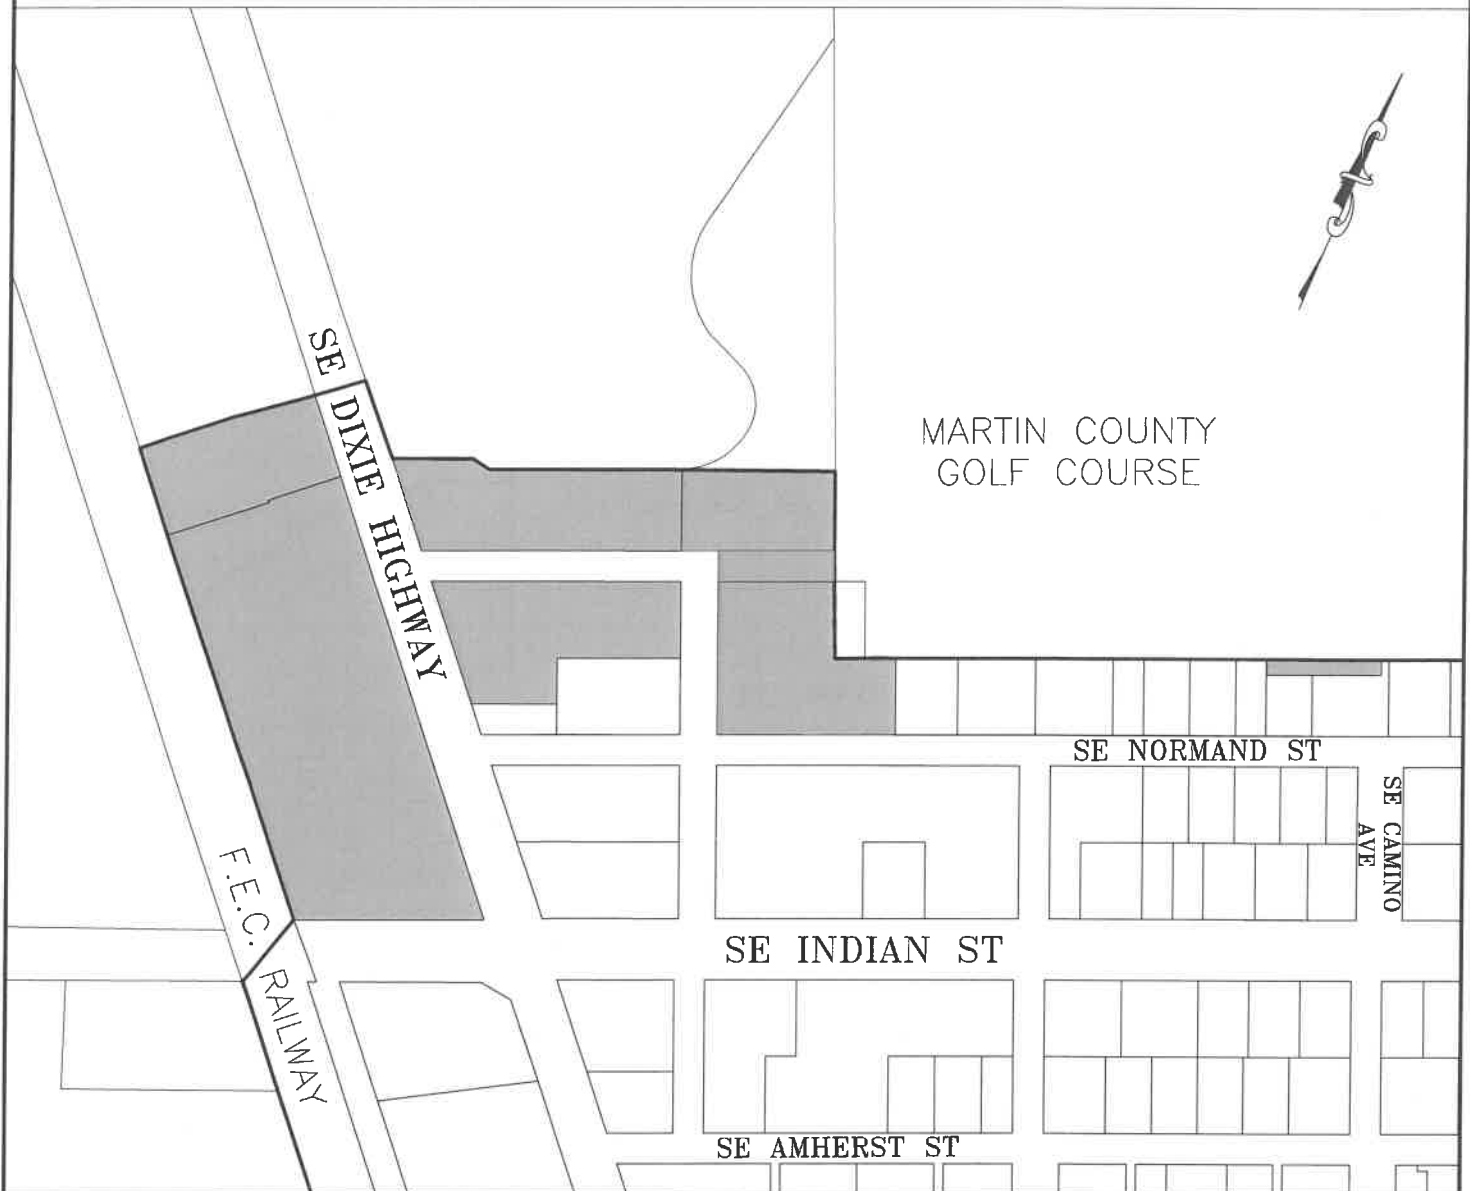 SE DIXIE HIGHWAY
MARTIN COUNTY
GOLF COURSE
SE NORMAND ST
SE CAMINO
AVE
F.E.C. RAILWAY
SE INDIAN ST
SE AMHERST ST